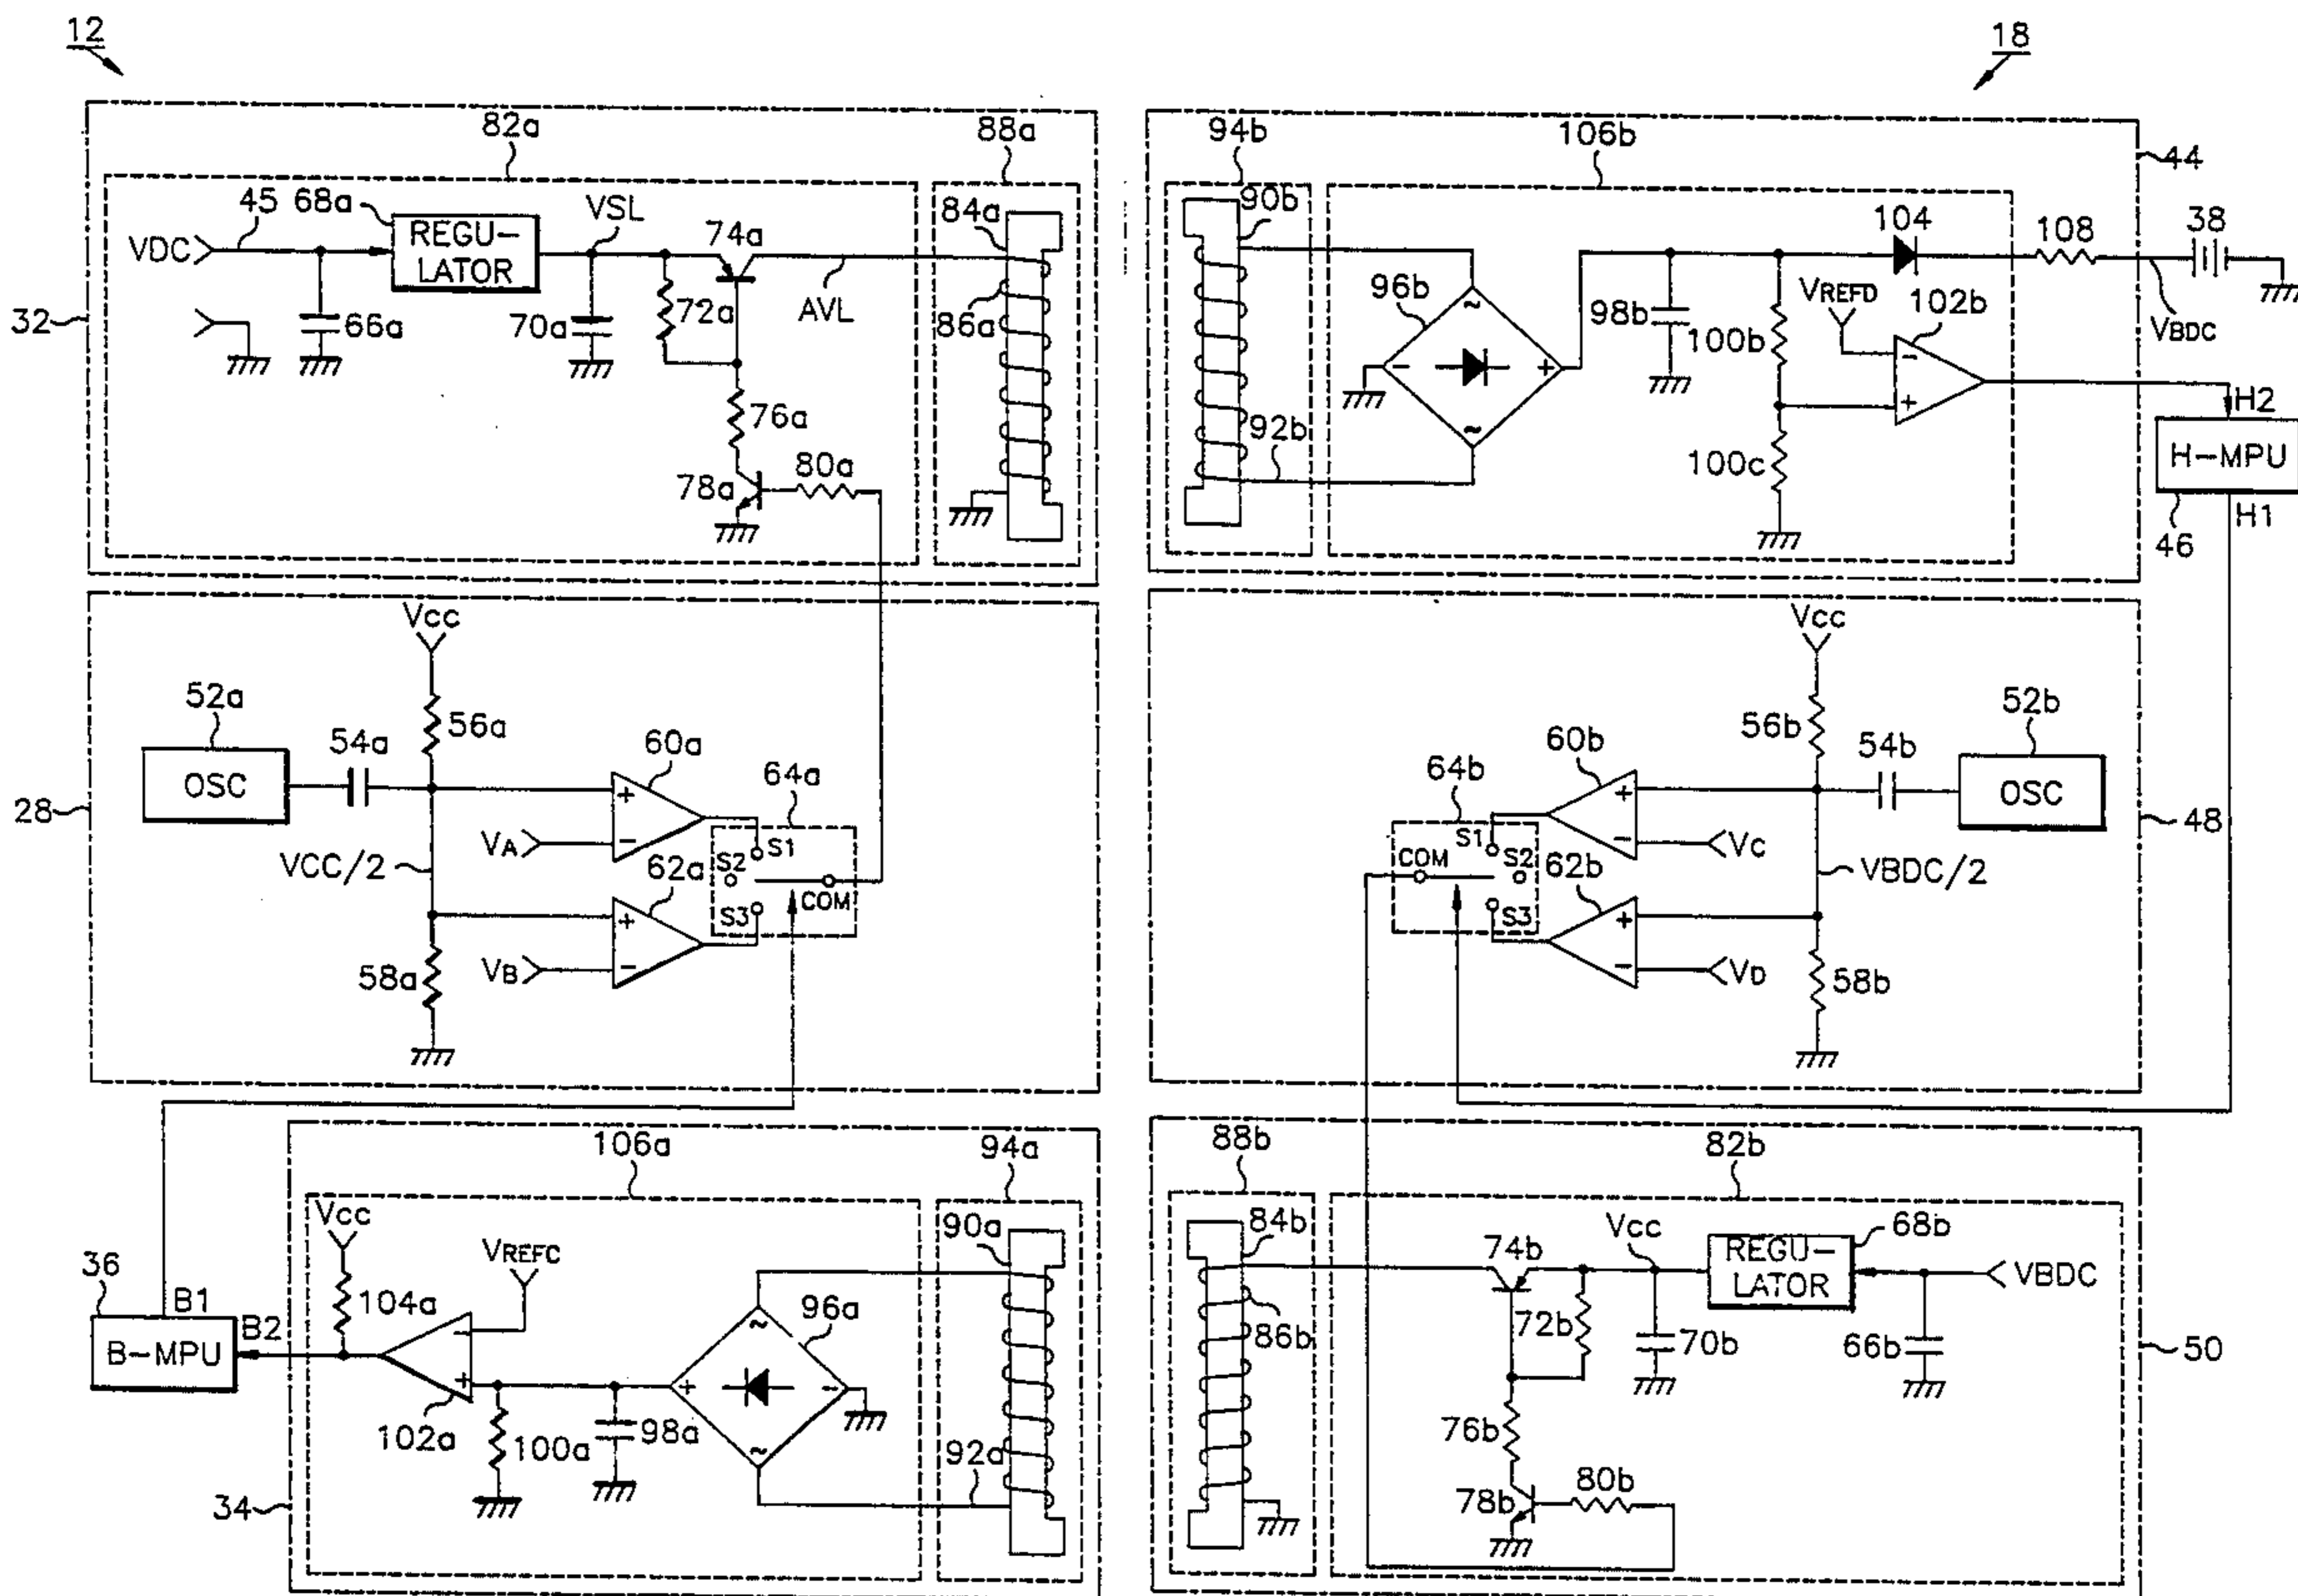 12
18
82a
88a
94b
106b
44
45
68a
VSL
84a
90b
104
108
38
VDC
REGU-
LATOR
74a
32
66a
70a
72a
AVL
86a
96b
98b
100b
VREFD
102b
VBDC
~
-
+
-
+
~
76a
92b
H2
78a
80a
100c
H-MPU
46
H1
Vcc
Vcc
52a
54a
56a
60a
64a
64b
60b
56b
54b
52b
OSC
OSC
28
+
-
VA
+
-
VC
48
S1
S2
S3
COM
S1
S2
S3
COM
VCC/2
62a
62b
VBDC/2
+
-
VB
+
-
VD
58a
58b
106a
94a
88b
82b
Vcc
VREFC
90a
84b
Vcc
68b
36
B1
B2
104a
96a
74b
REGU-
LATOR
VBDC
B-MPU
-
+
~
+
-
~
72b
86b
70b
66b
50
102a
100a
98a
92a
76b
34
78b
80b